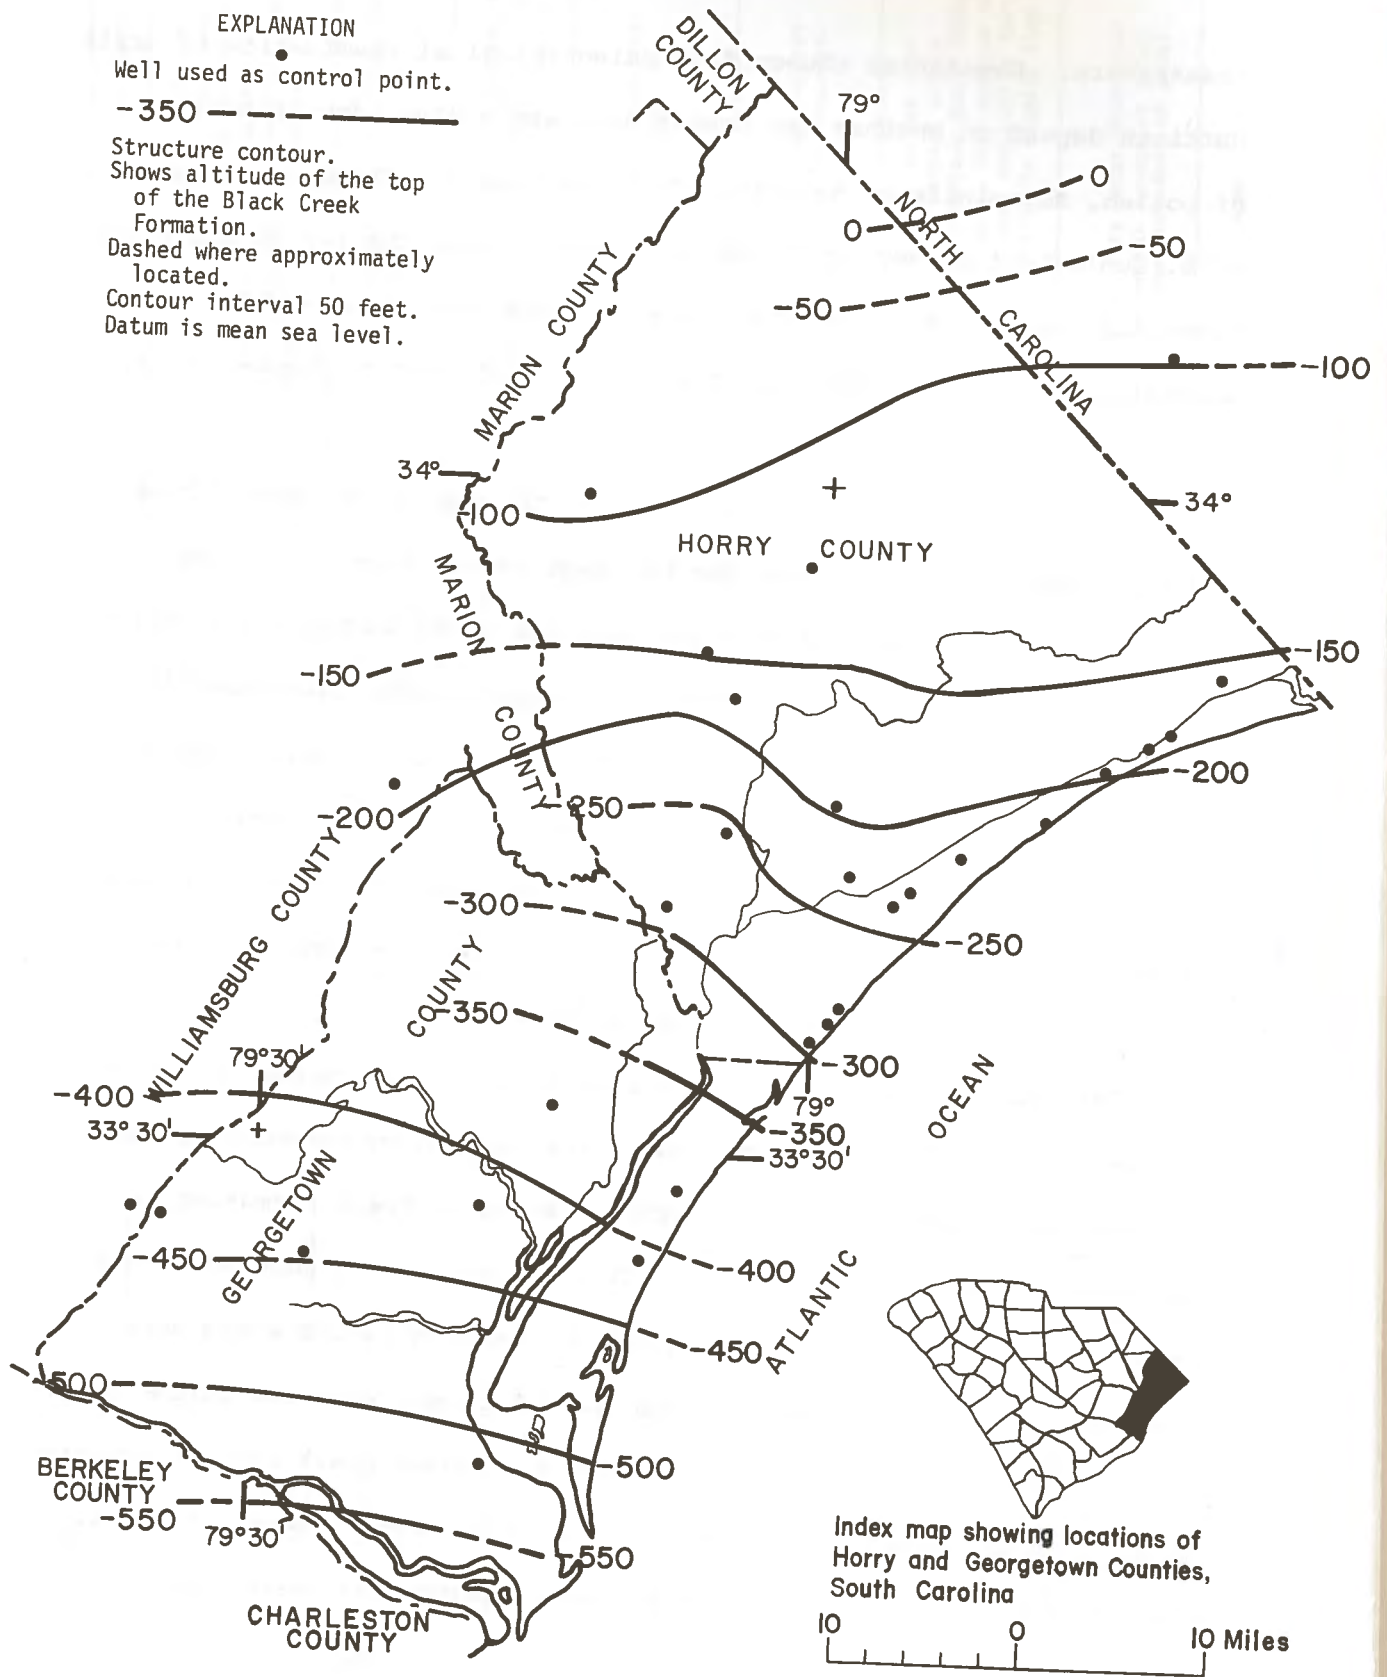 EXPLANATION
Well used as control point.
-350
Structure contour.
Shows altitude of the top
of the Black Creek
Formation.
Dashed where approximately
located.
Contour interval 50 feet.
Datum is mean sea level.
DILLON
COUNTY
79°
0
NORTH
0
-50
-50
CAROLINA
-100
MARION COUNTY
34°
-100
34°
HORRY COUNTY
MARION
COUNTY
-150
-150
-200
-200
-250
-250
WILLIAMSBURG COUNTY
-300
-300
79°
COUNTY
-350
-350
79°30'
-400
33°30'
33°30'
OCEAN
GEORGETOWN
-400
-450
-450
ATLANTIC
-500
-500
BERKELEY
COUNTY
-550
79°30'
-550
CHARLESTON
COUNTY
Index map showing locations of
Horry and Georgetown Counties,
South Carolina
10 0 10 Miles